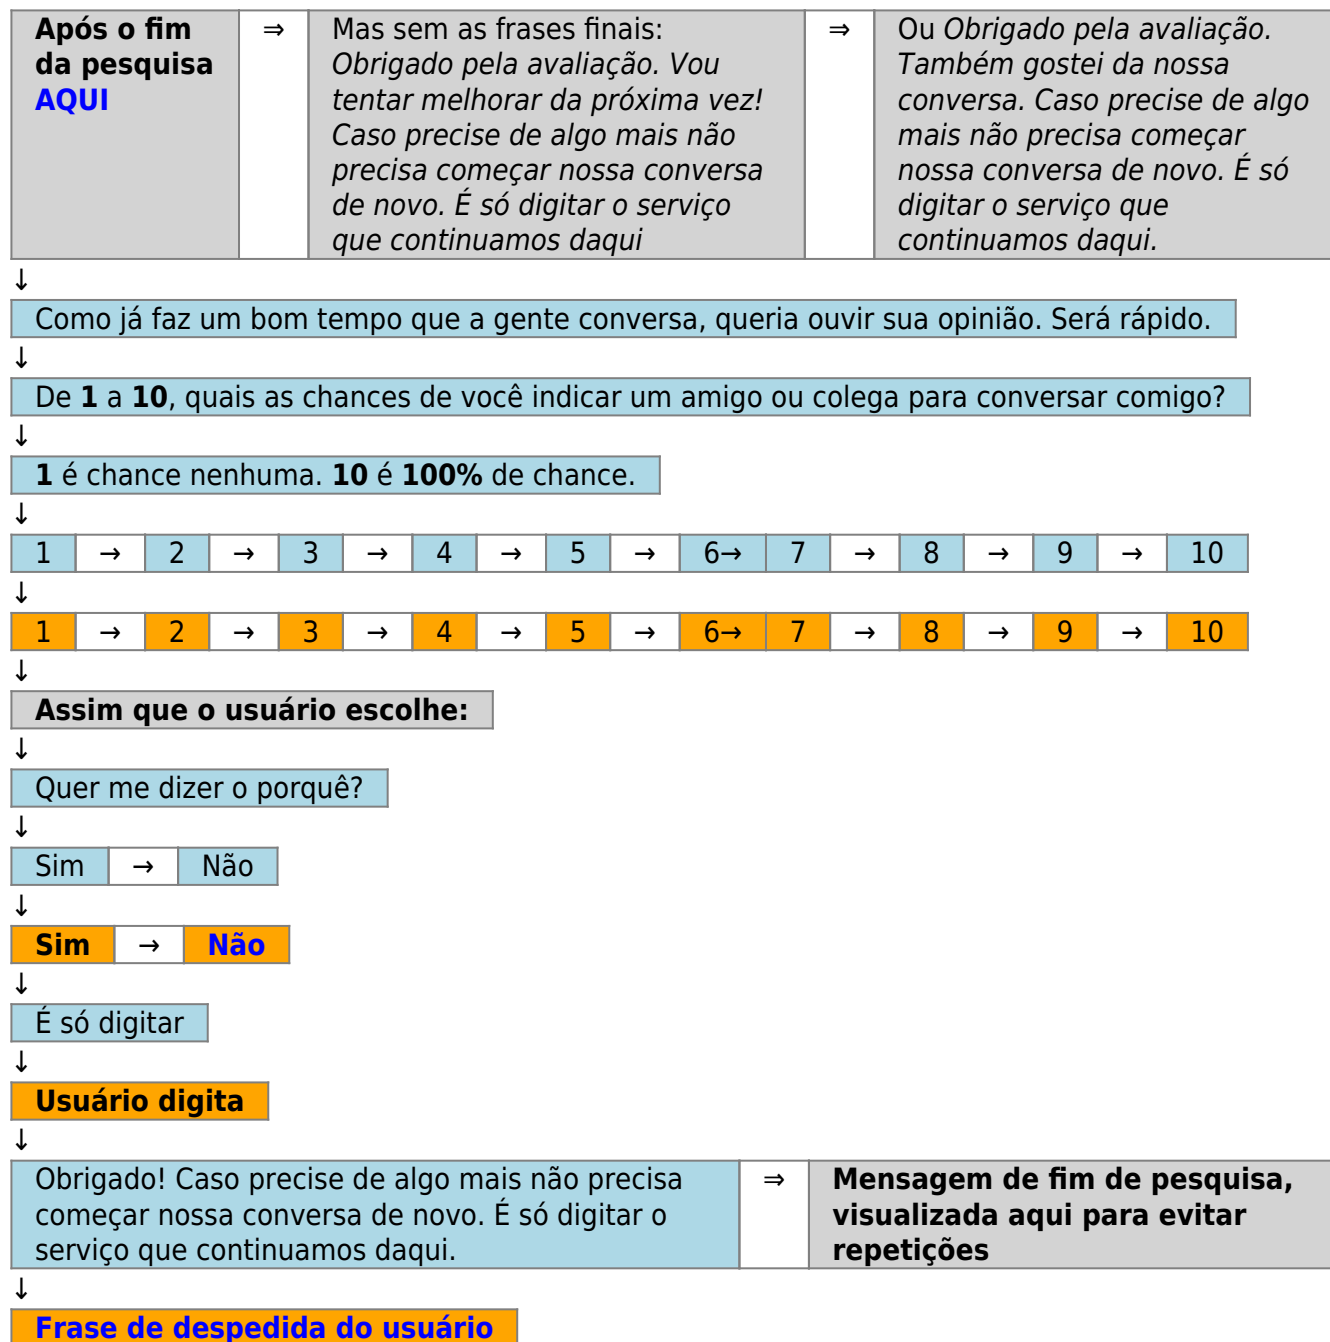 Após o fim
da pesquisa
AQUI
⇒
Mas sem as frases finais:
Obrigado pela avaliação. Vou
tentar melhorar da próxima vez!
Caso precise de algo mais não
precisa começar nossa conversa
de novo. É só digitar o serviço
que continuamos daqui
⇒
Ou Obrigado pela avaliação.
Também gostei da nossa
conversa. Caso precise de algo
mais não precisa começar
nossa conversa de novo. É só
digitar o serviço que
continuamos daqui.
↓
Como já faz um bom tempo que a gente conversa, queria ouvir sua opinião. Será rápido.
↓
De 1 a 10, quais as chances de você indicar um amigo ou colega para conversar comigo?
↓
1 é chance nenhuma. 10 é 100% de chance.
↓
1 → 2 → 3 → 4 → 5 → 6→ 7 → 8 → 9 → 10
↓
1 → 2 → 3 → 4 → 5 → 6→ 7 → 8 → 9 → 10
↓
Assim que o usuário escolhe:
↓
Quer me dizer o porquê?
↓
Sim → Não
↓
Sim → Não
↓
É só digitar
↓
Usuário digita
↓
Obrigado! Caso precise de algo mais não precisa
começar nossa conversa de novo. É só digitar o
serviço que continuamos daqui.
⇒
Mensagem de fim de pesquisa,
visualizada aqui para evitar
repetições
↓
Frase de despedida do usuário